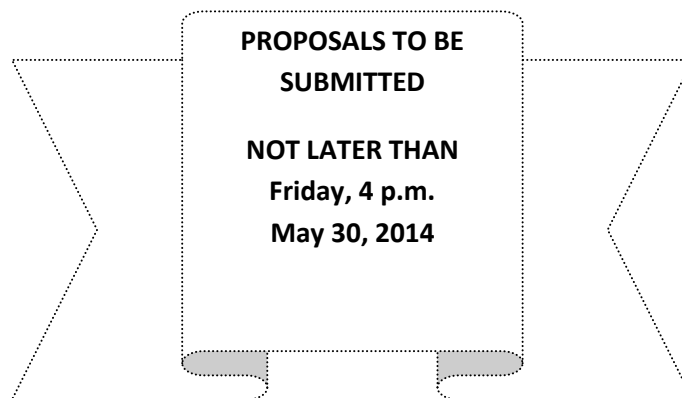 PROPOSALS TO BE
SUBMITTED
NOT LATER THAN
Friday, 4 p.m.
May 30, 2014